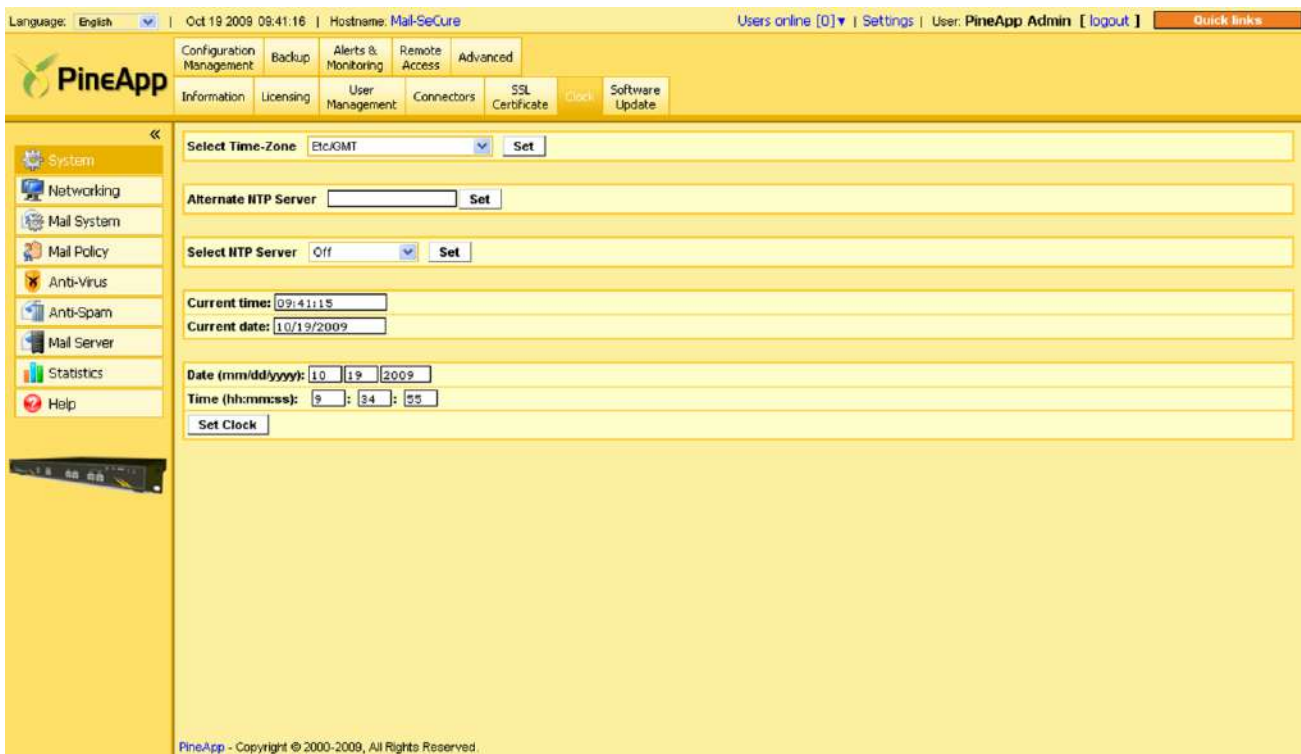 Language: English | Oct 19 2009 09:41:16 | Hostname: Mail-SeCure Users online [0] | Settings | User: PineApp Admin [ logout ] Quick links
PineApp
Configuration Management Backup Alerts & Monitoring Remote Access Advanced
Information Licensing User Management Connectors SSL Certificate Clock Software Update
«
System
Networking
Mail System
Mail Policy
Anti-Virus
Anti-Spam
Mail Server
Statistics
Help
Select Time-Zone Etc/GMT Set
Alternate NTP Server Set
Select NTP Server Off Set
Current time: 09:41:15
Current date: 10/19/2009
Date (mm/dd/yyyy): 10 19 2009
Time (hh:mm:ss): 9 : 34 : 55
Set Clock
PineApp - Copyright © 2000-2009, All Rights Reserved.